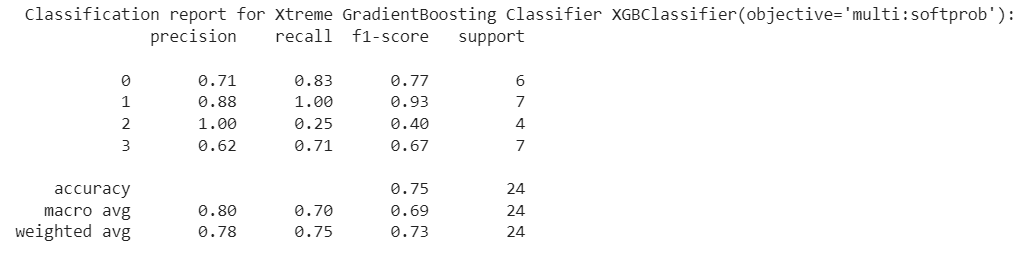 Classification report for Xtreme GradientBoosting Classifier XGBClassifier(objective='multi:softprob'):
precision recall f1-score support
0 0.71 0.83 0.77 6
1 0.88 1.00 0.93 7
2 1.00 0.25 0.40 4
3 0.62 0.71 0.67 7
accuracy 0.75 24
macro avg 0.80 0.70 0.69 24
weighted avg 0.78 0.75 0.73 24